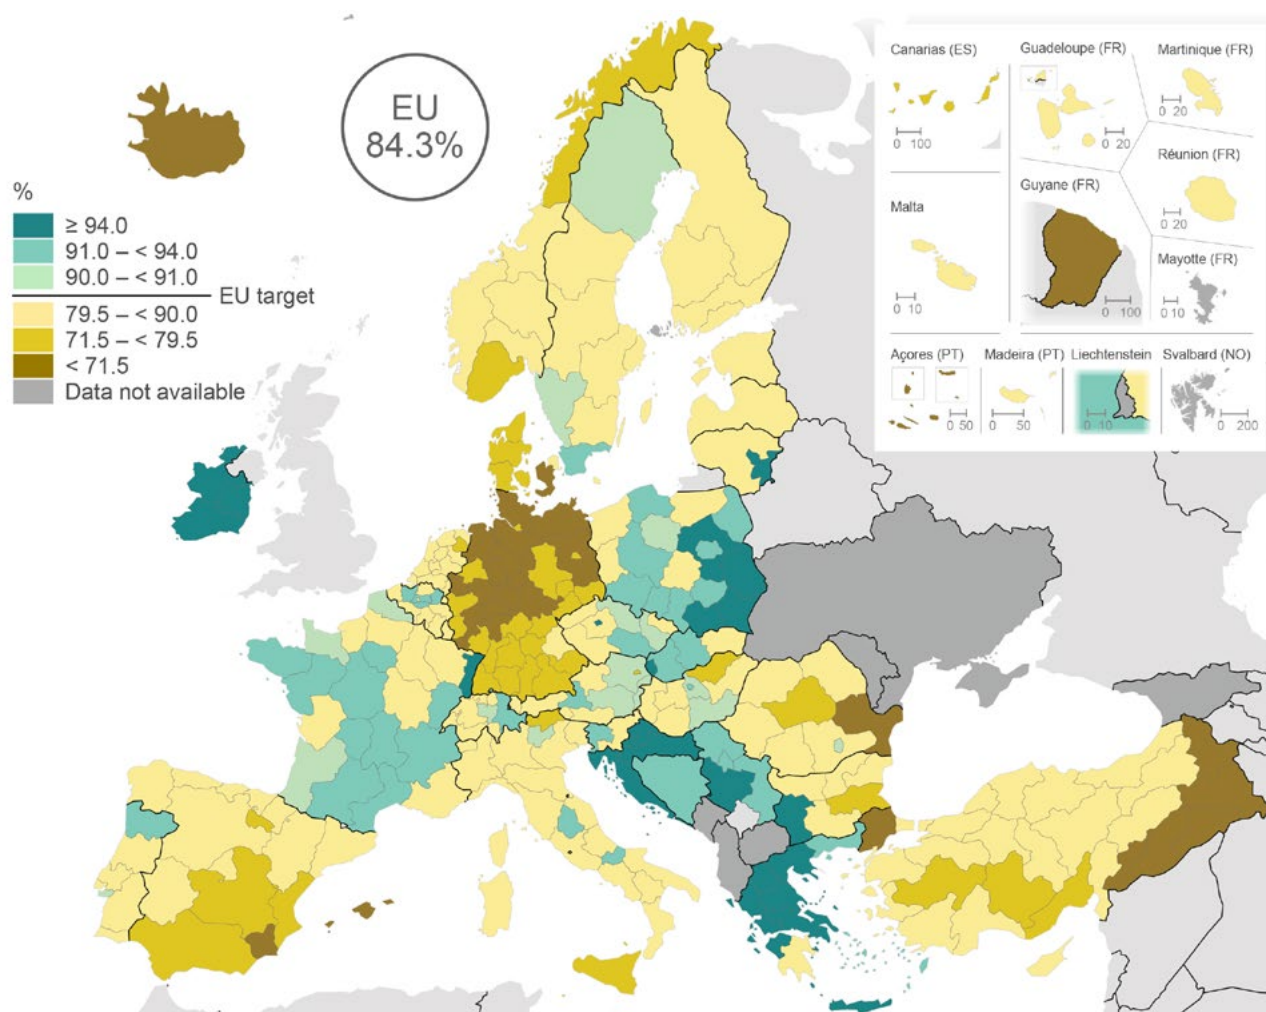 EU
84.3%
%
≥ 94.0
91.0 – < 94.0
90.0 – < 91.0
EU target
79.5 – < 90.0
71.5 – < 79.5
< 71.5
Data not available
Canarias (ES)
0 100
Guadeloupe (FR)
0 20
Martinique (FR)
0 20
Réunion (FR)
0 20
Malta
0 10
Guyane (FR)
0 100
Mayotte (FR)
0 10
Açores (PT)
0 50
Madeira (PT)
0 50
Liechtenstein
0 10
Svalbard (NO)
0 200